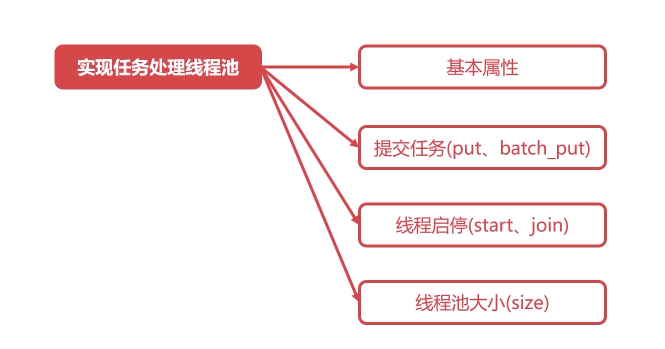 实现任务处理线程池
基本属性
提交任务(put、batch_put)
线程启停(start、join)
线程池大小(size)